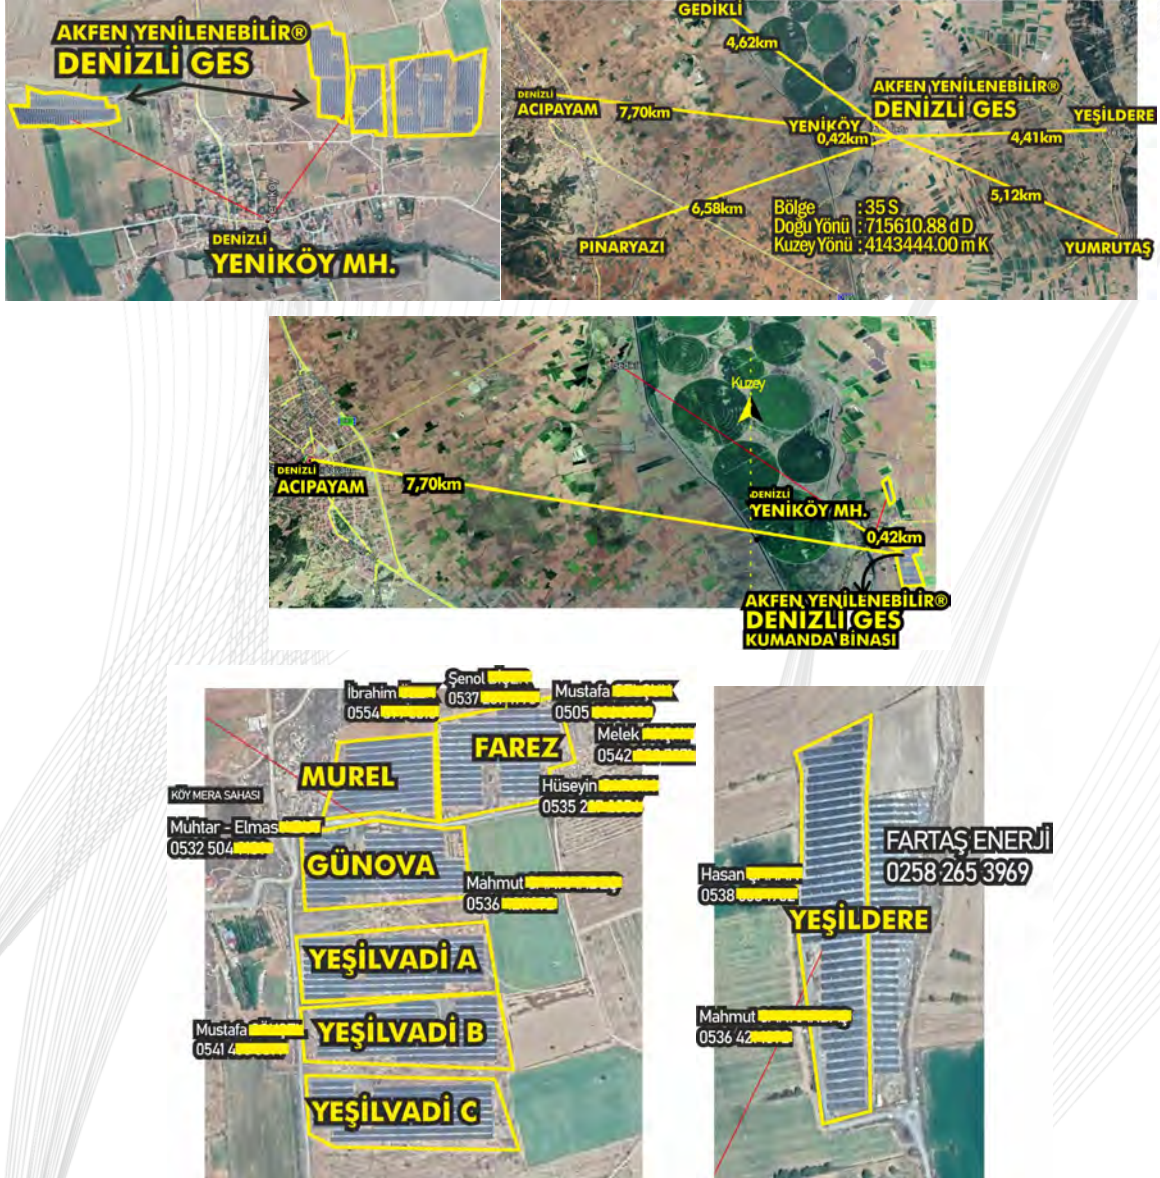 AKFEN YENİLENEBİLİR®
DENİZLİ GES
DENİZLİ
YENİKÖY MH.
GEDİKLİ
4,62km
AKFEN YENİLENEBİLİR®
DENİZLİ GES
DENİZLİ
ACIPAYAM
7,70km
YENİKÖY
0,42km
YEŞİLDERE
4,41km
5,12km
6,58km
PINARYAZI
YUMRUTAŞ
Bölge : 35 S
Doğu Yönü : 715610.88 d D
Kuzey Yönü : 4143444.00 m K
Kuzey
DENİZLİ
ACIPAYAM
7,70km
DENİZLİ
YENİKÖY MH.
0,42km
AKFEN YENİLENEBİLİR®
DENİZLİ GES
KUMANDA BİNASI
İbrahim
0554
Şenol
0537
Mustafa
0505
Melek
0542
FAREZ
MUREL
Hüseyin
0535 2
KÖY MERA SAHASI
Muhtar - Elmas
0532 504
GÜNOVA
Mahmut
0536
YEŞİLVADİ A
Mustafa
0541 4
YEŞİLVADİ B
YEŞİLVADİ C
FARTAŞ ENERJİ
0258 265 3969
Hasan
0538
YEŞİLDERE
Mahmut
0536 42